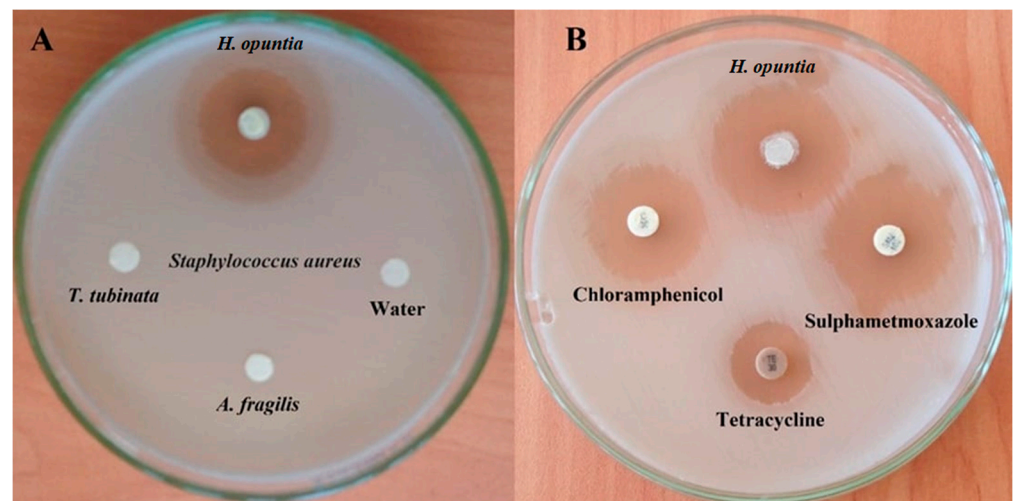 A
H. opuntia
Staphylococcus aureus
T. tubinata
Water
A. fragilis
B
H. opuntia
Chloramphenicol
Sulphametmoxazole
Tetracycline